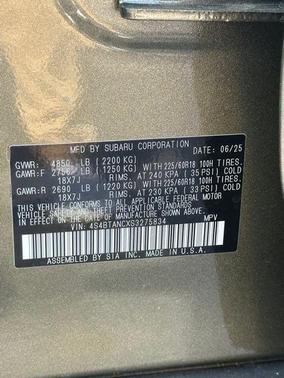 MFD BY SUBARU CORPORATION DATE 06/25
GVWR: 4850 LB (2200 KG)
GAWR:F 2756 LB (1250 KG) WITH 225/60R18 100H TIRES.
18X7J RIMS. AT 240 KPA ( 35 PSI) COLD
GAWR:R 2690 LB (1220 KG) WITH 225/60R18 100H TIRES.
18X7J RIMS. AT 230 KPA ( 33 PSI) COLD
THIS VEHICLE CONFORMS TO ALL APPLICABLE FEDERAL MOTOR
VEHICLE SAFETY AND THEFT PREVENTION STANDARDS
IN EFFECT ON THE DATE OF MANUFACTURE SHOWN ABOVE.
VIN: 4S4BTANCXS3275834 MPV
ASSEMBLED BY SIA INC. MADE IN U.S.A.